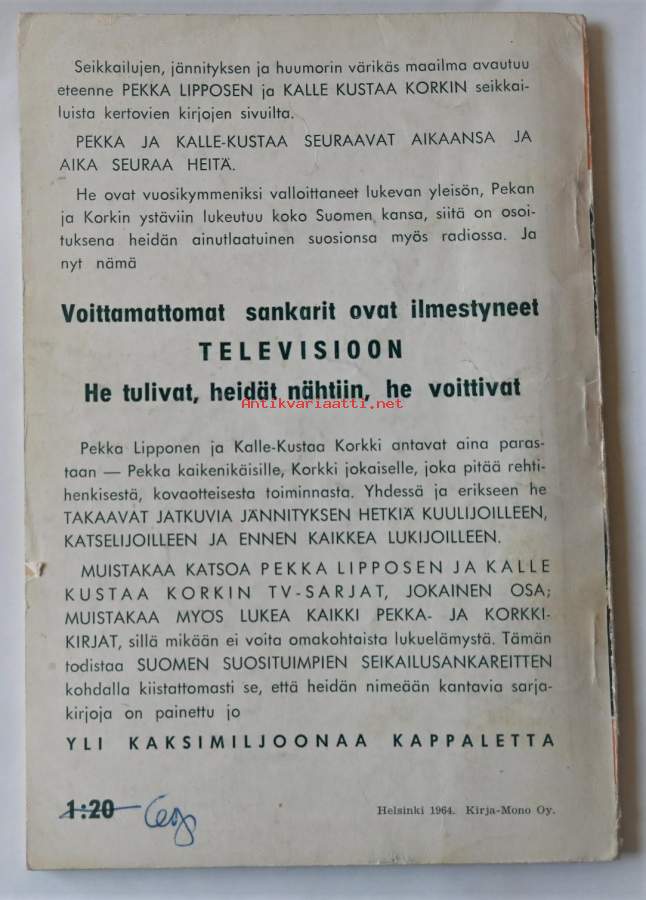 Seikkailujen, jännityksen ja huumorin värikäs maailma avautuu
eteenne PEKKA LIPPOSEN ja KALLE KUSTAA KORKIN seikkai-
luista kertovien kirjojen sivuilta.
PEKKA JA KALLE-KUSTAA SEURAAVAT AIKAANSA JA
AIKA SEURAA HEITÄ.
He ovat vuosikymmeniksi valloittaneet lukevan yleisön, Pekan
ja Korkin ystäviin lukeutuu koko Suomen kansa, siitä on osoi-
tuksena heidän ainutlaatuinen suosionsa myös radiossa. Ja
nyt nämä
Voittamattomat sankarit ovat ilmestyneet
TELEVISIOON
He tulivat, heidät nähtiin, he voittivat
Antikvariaatti.net
Pekka Lipponen ja Kalle-Kustaa Korkki antavat aina paras-
taan — Pekka kaikenikäisille, Korkki jokaiselle, joka pitää rehti-
henkisestä, kovaotteisesta toiminnasta. Yhdessä ja erikseen he
TAKAAVAT JATKUVIA JÄNNITYKSEN HETKIÄ KUULIJOILLEEN,
KATSELIJOILLEEN JA ENNEN KAIKKEA LUKIJOILLEEN.
MUISTAKAA KATSOA PEKKA LIPPOSEN JA KALLE
KUSTAA KORKIN TV-SARJAT, JOKAINEN OSA;
MUISTAKAA MYÖS LUKEA KAIKKI PEKKA- JA KORKKI-
KIRJAT, sillä mikään ei voita omakohtaista lukuelämystä. Tämän
todistaa SUOMEN SUOSITUIMPIEN SEIKAILUSANKAREITTEN
kohdalla kiistattomasti se, että heidän nimeään kantavia sarja-
kirjoja on painettu jo
YLI KAKSIMILJOONAA KAPPALETTA
1:20
Helsinki 1964. Kirja-Mono Oy.